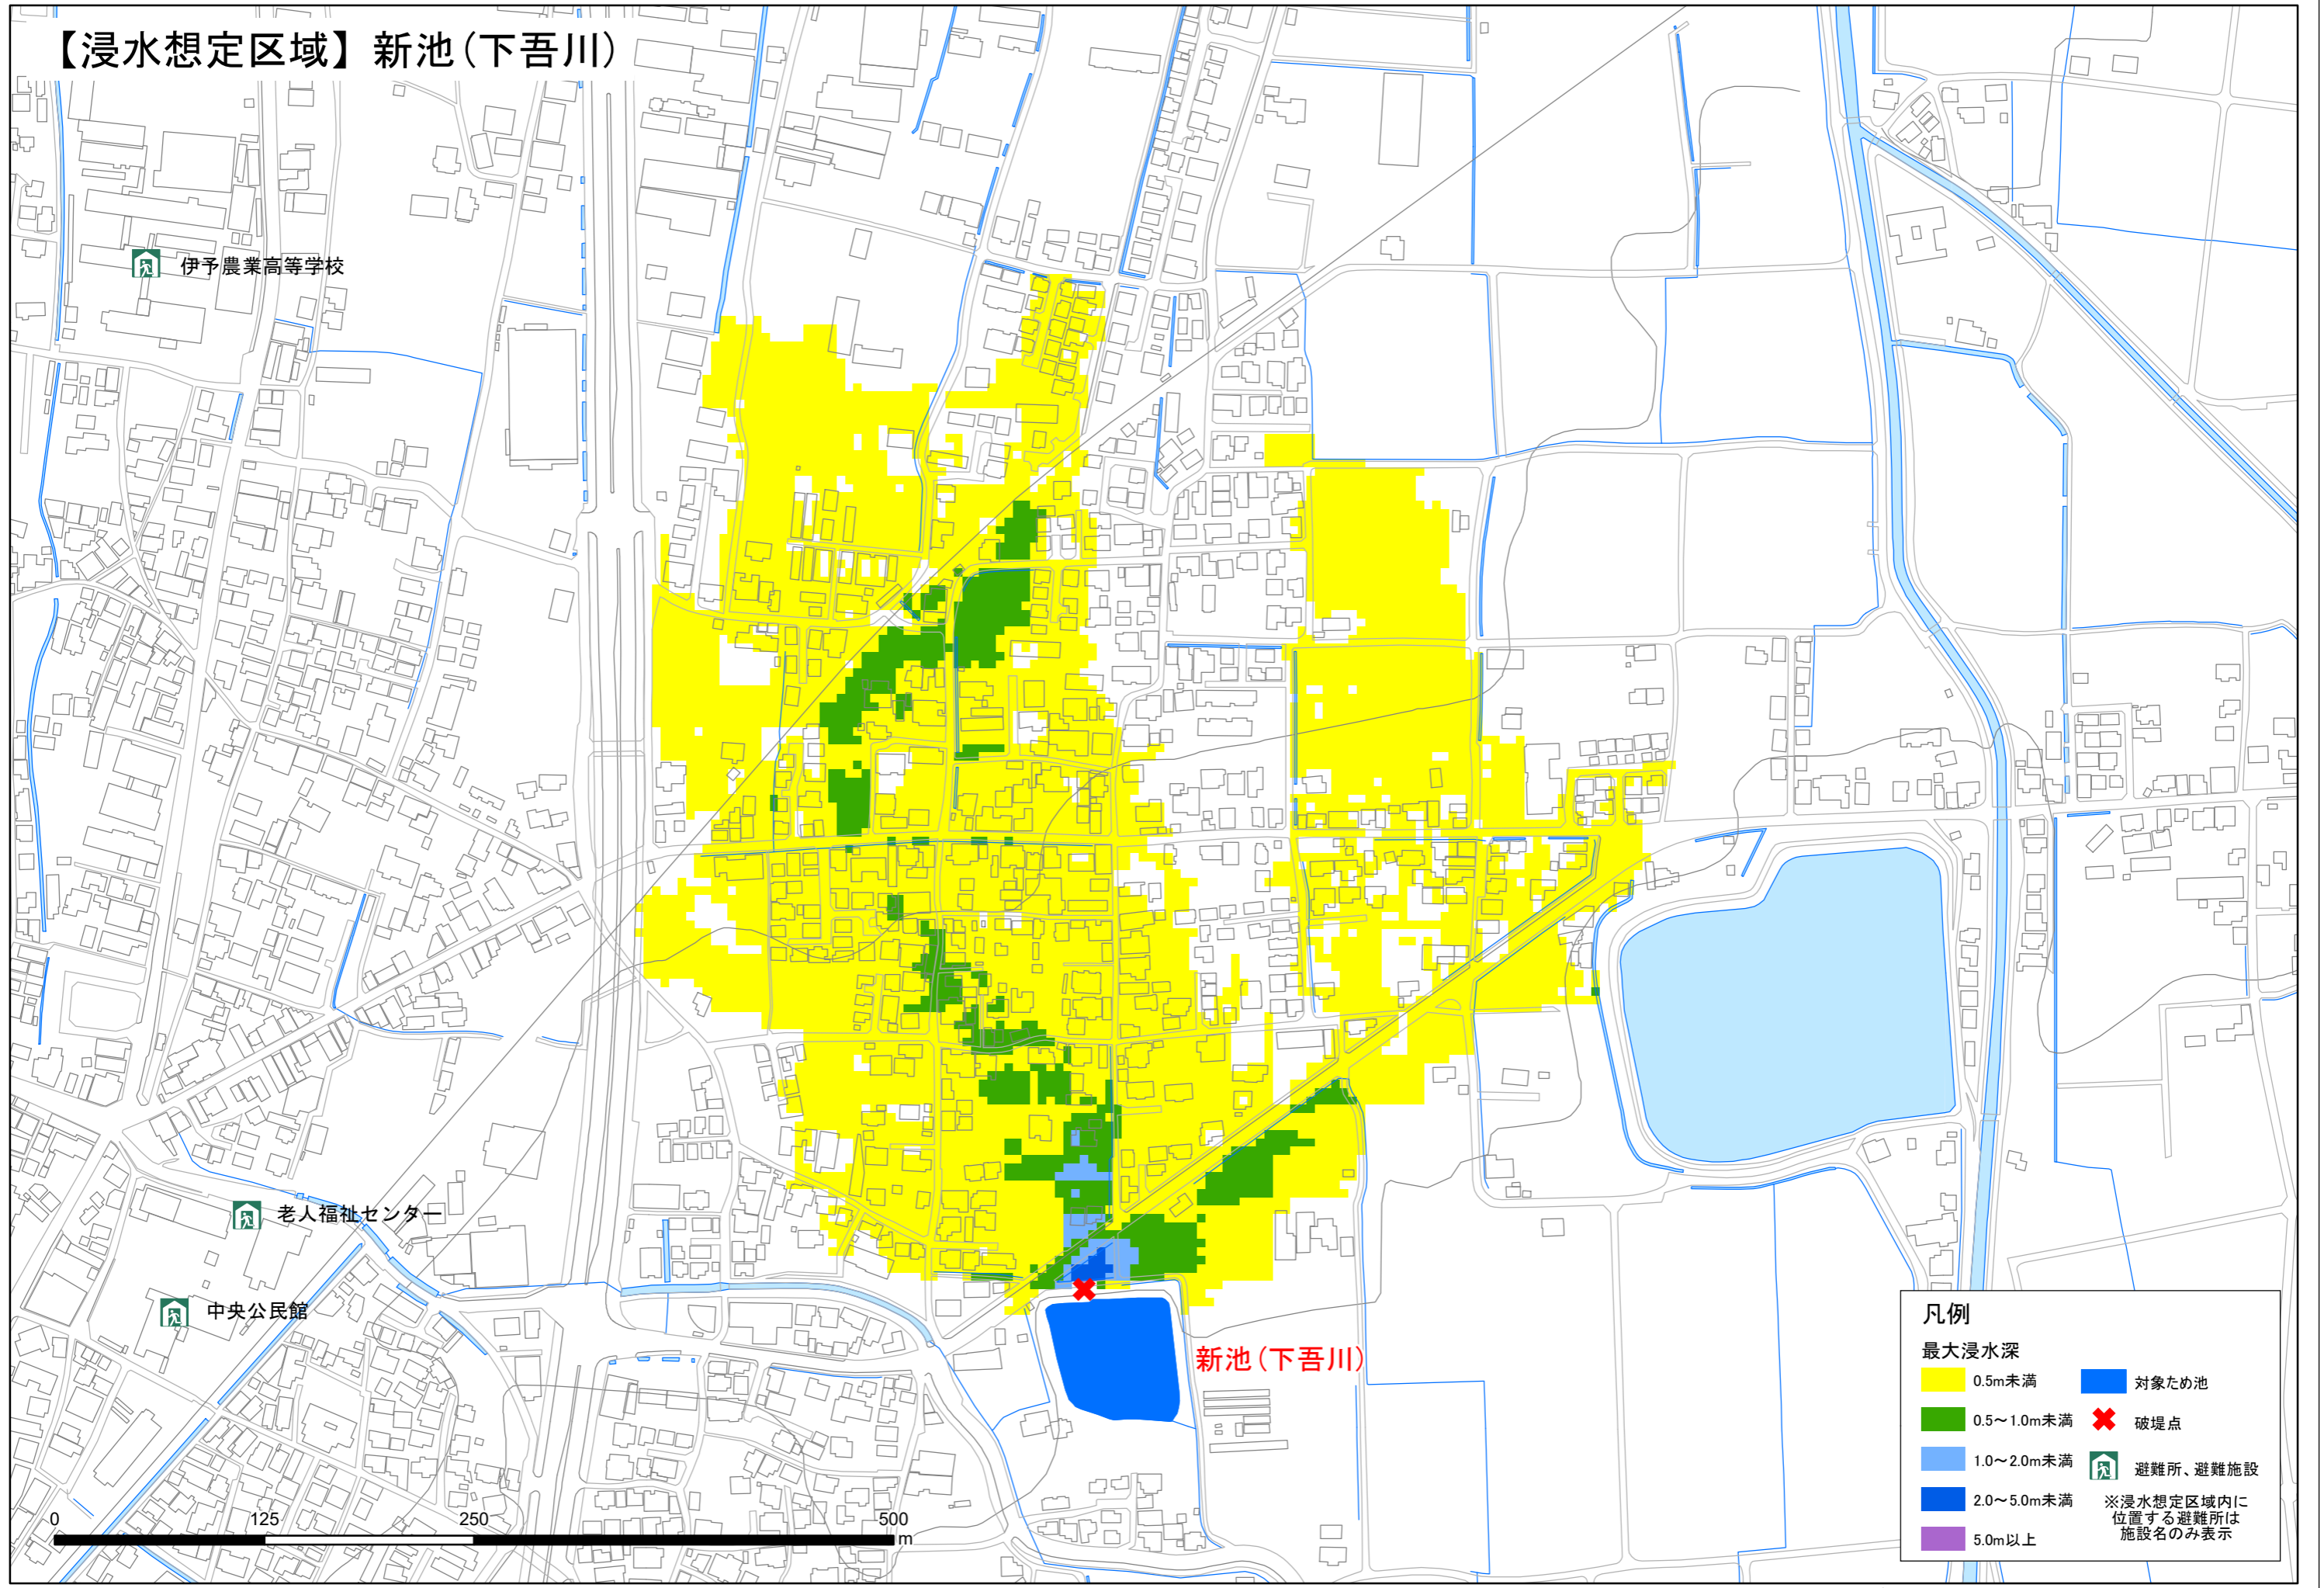 【浸水想定区域】新池(下吾川)
伊予農業高等学校
老人福祉センター
中央公民館
新池(下吾川)
0 125 250 500
m
凡例
最大浸水深
0.5m未満
0.5～1.0m未満
1.0～2.0m未満
2.0～5.0m未満
5.0m以上
対象ため池
破堤点
避難所、避難施設
※浸水想定区域内に
位置する避難所は
施設名のみ表示